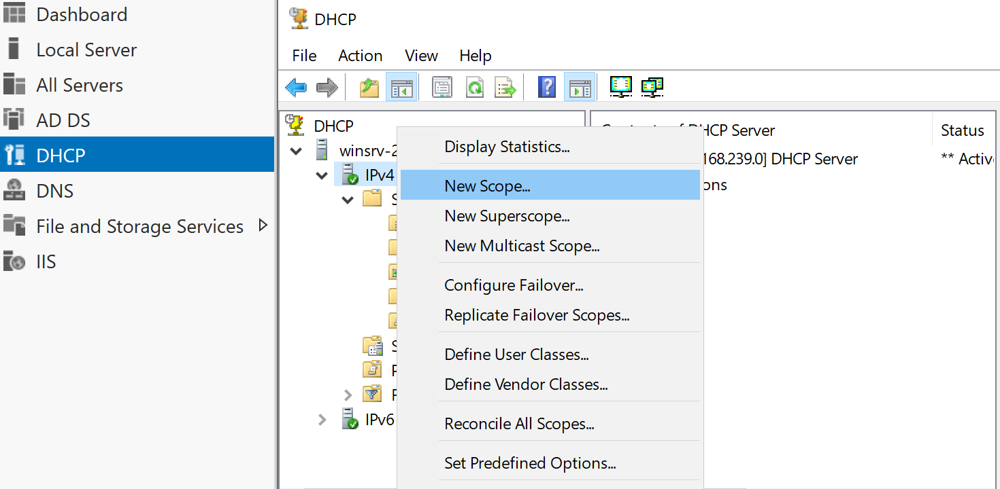 Dashboard
Local Server
All Servers
AD DS
DHCP
DNS
File and Storage Services
IIS
DHCP
File Action View Help
DHCP
winsrv-2
IPv4
IPv6
Display Statistics...
New Scope...
New Superscope...
New Multicast Scope...
Configure Failover...
Replicate Failover Scopes...
Define User Classes...
Define Vendor Classes...
Reconcile All Scopes...
Set Predefined Options...
DHCP Server Status
168.239.0] DHCP Server ** Activ
ons